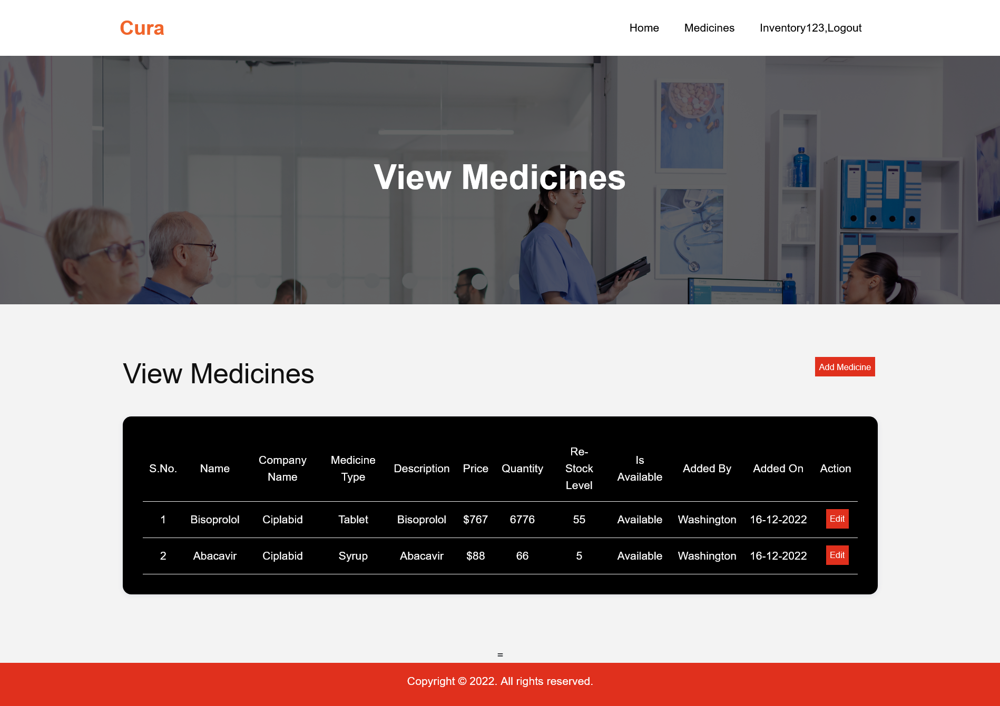 Cura
Home Medicines Inventory123,Logout
View Medicines
View Medicines
Add Medicine
S.No. Name Company Name Medicine Type Description Price Quantity Re-Stock Level Is Available Added By Added On Action
1 Bisoprolol Ciplabid Tablet Bisoprolol $767 6776 55 Available Washington 16-12-2022 Edit
2 Abacavir Ciplabid Syrup Abacavir $88 66 5 Available Washington 16-12-2022 Edit
=
Copyright © 2022. All rights reserved.